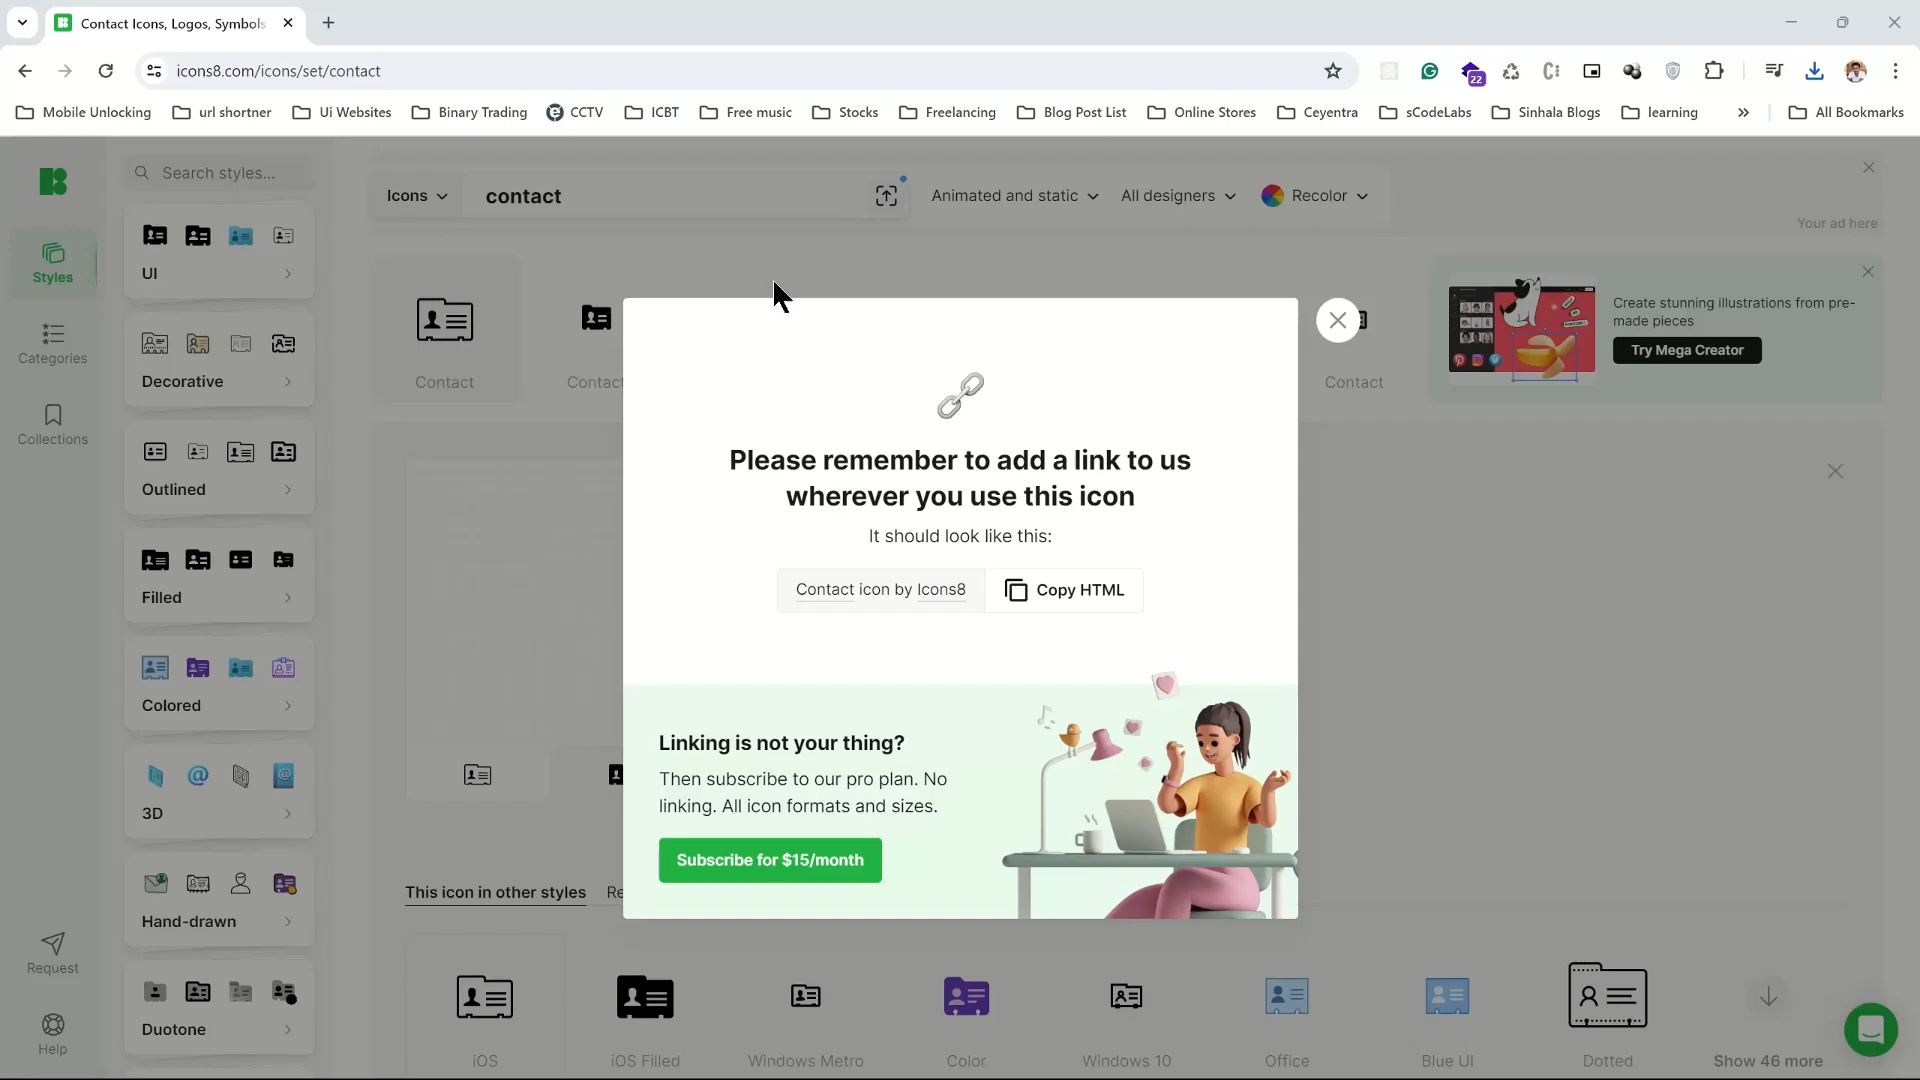 Contact Icons, Logos, Symbols
icons8.com/icons/set/contact
22
Mobile Unlocking
url shortner
Ui Websites
Binary Trading
CCTV
ICBT
Free music
Stocks
Freelancing
Blog Post List
Online Stores
Ceyentra
sCodeLabs
Sinhala Blogs
learning
All Bookmarks
Styles
Categories
Collections
Request
Help
Search styles...
UI
Decorative
Outlined
Filled
Colored
3D
Hand-drawn
Duotone
Icons
contact
Animated and static
All designers
Recolor
Your ad here
Contact
Contact
Contact
Create stunning illustrations from pre-
made pieces
Try Mega Creator
Please remember to add a link to us
wherever you use this icon
It should look like this:
Contact icon by Icons8
Copy HTML
Linking is not your thing?
Then subscribe to our pro plan. No
linking. All icon formats and sizes.
Subscribe for $15/month
This icon in other styles
iOS
iOS Filled
Windows Metro
Color
Windows 10
Office
Blue UI
Dotted
Show 46 more